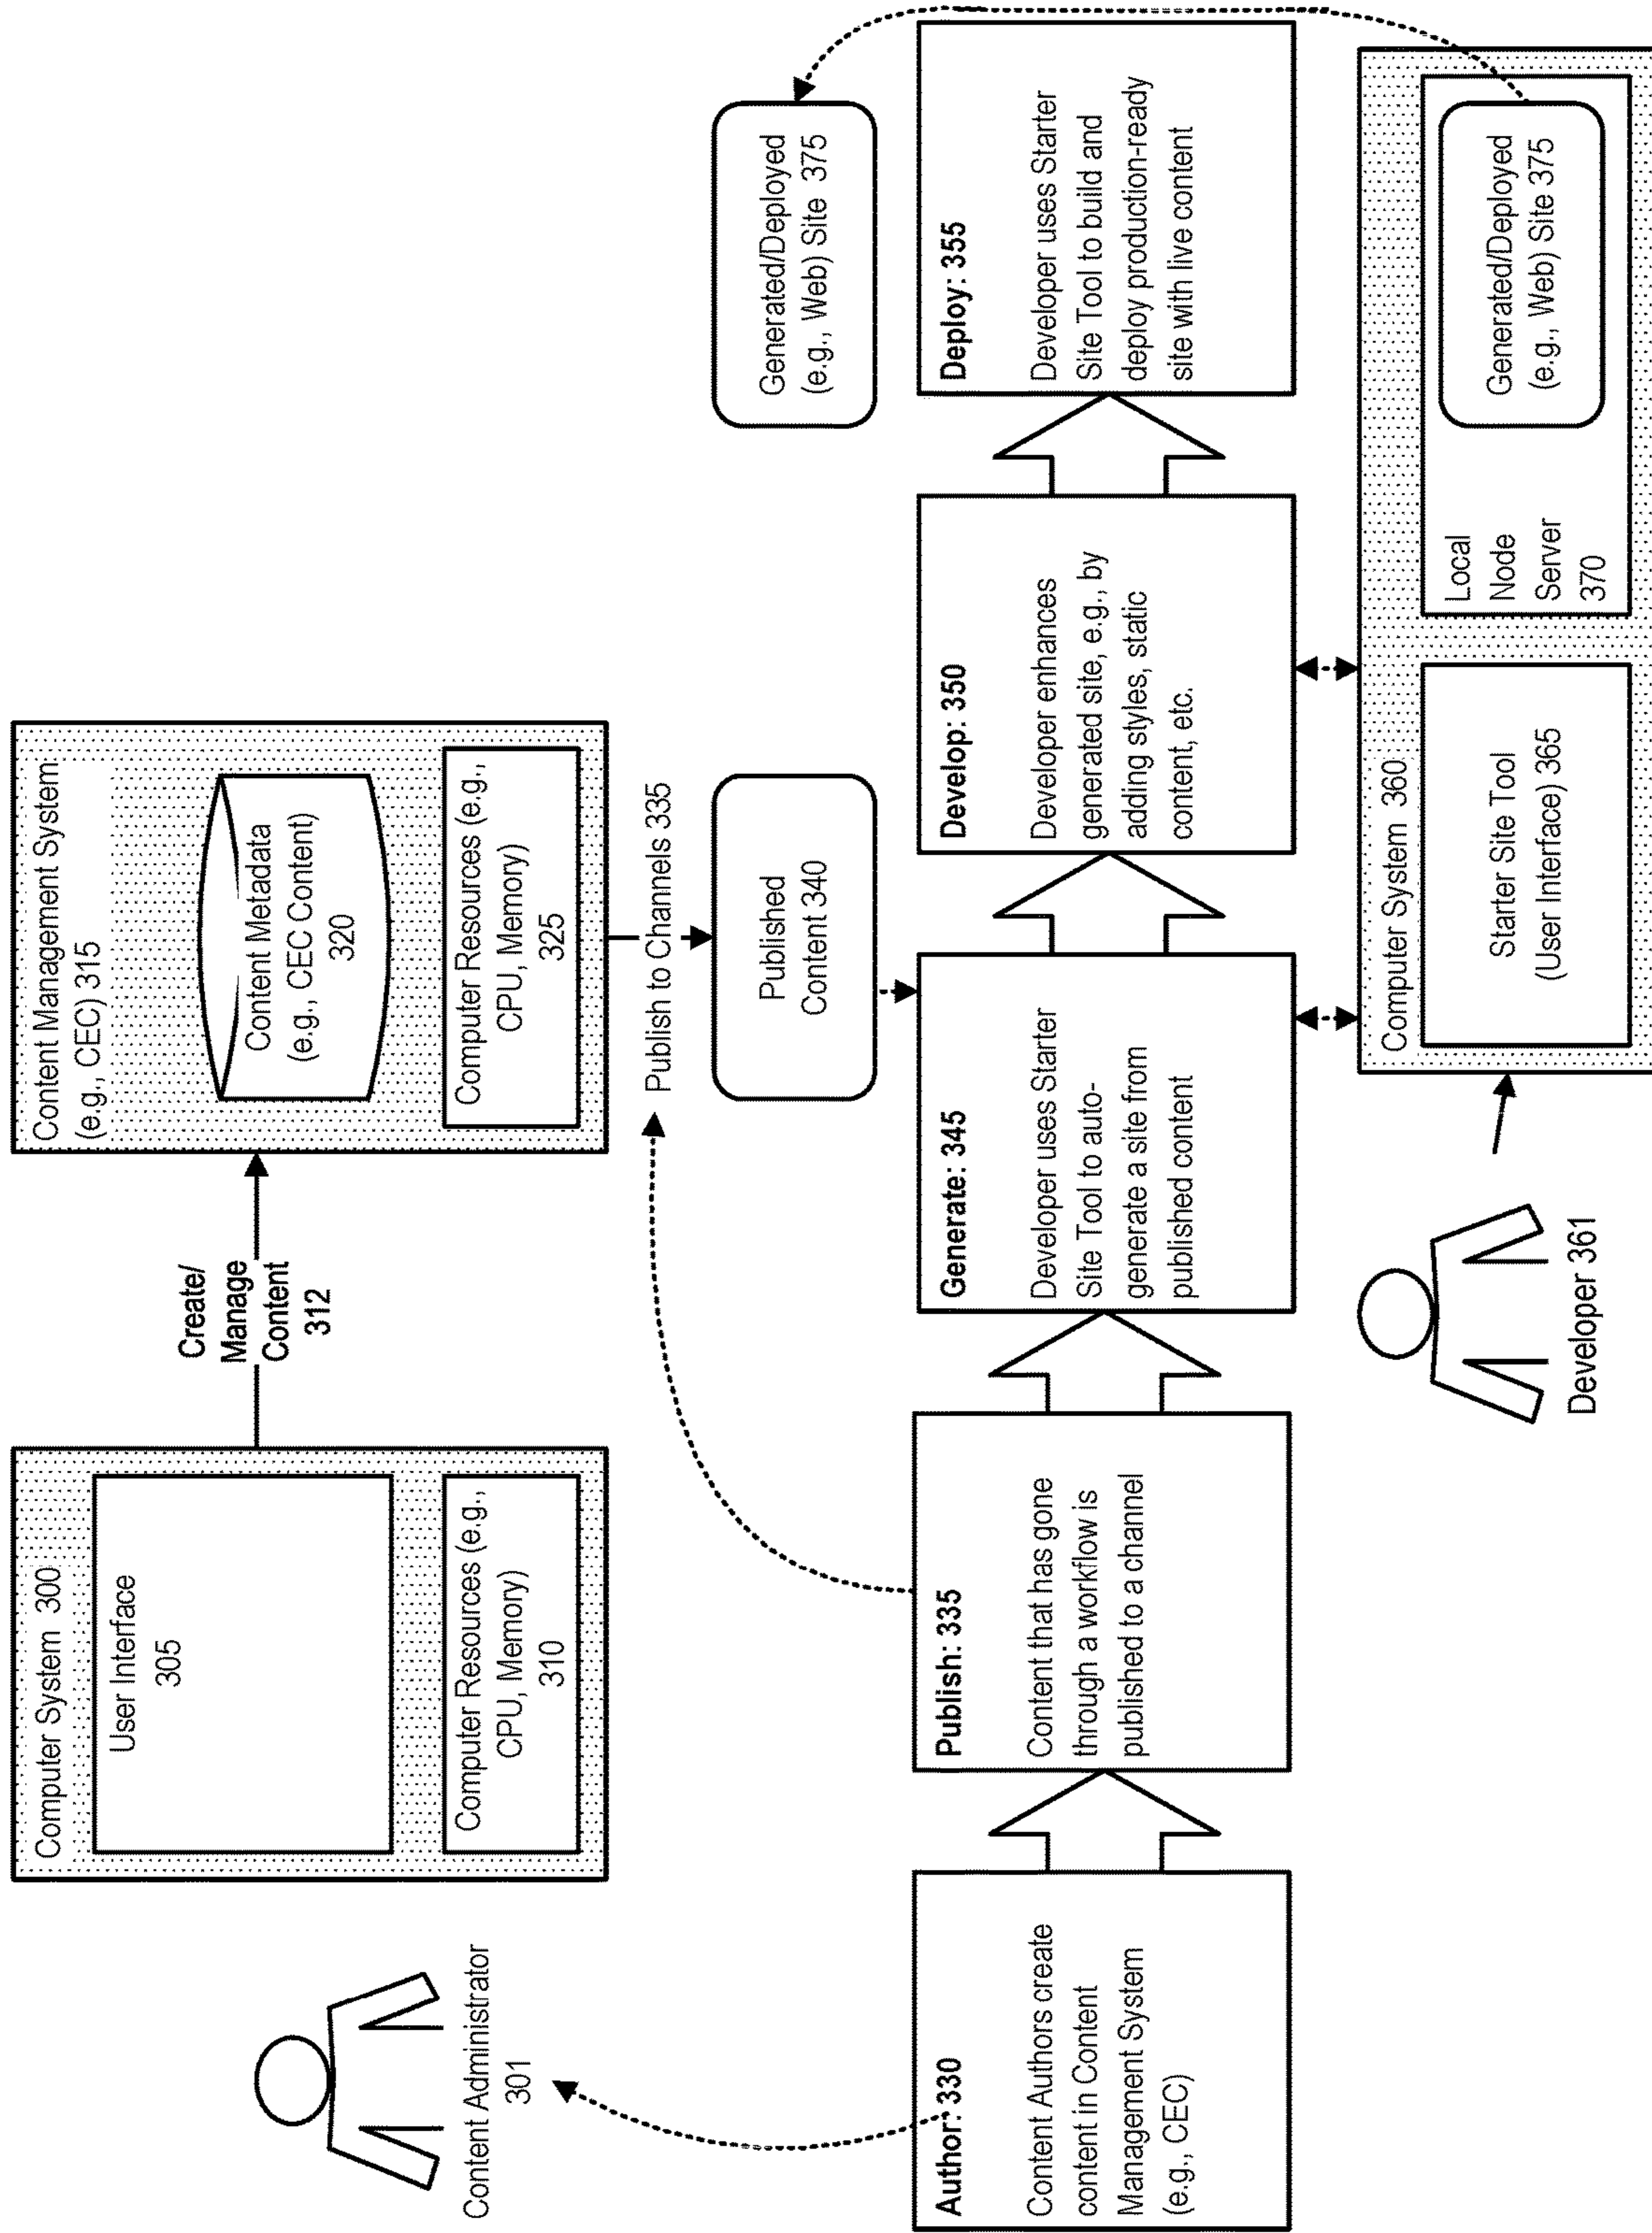 Computer System 300
User Interface
305
Computer Resources (e.g.,
CPU, Memory)
310
Create/
Manage
Content
312
Content Management System
(e.g., CEC) 315
Content Metadata
(e.g., CEC Content)
320
Computer Resources (e.g.,
CPU, Memory)
325
Content Administrator
301
Publish to Channels 335
Published
Content 340
Generated/Deployed
(e.g., Web) Site 375
Author: 330
Content Authors create
content in Content
Management System
(e.g., CEC)
Publish: 335
Content that has gone
through a workflow is
published to a channel
Generate: 345
Developer uses Starter
Site Tool to auto-
generate a site from
published content
Develop: 350
Developer enhances
generated site, e.g., by
adding styles, static
content, etc.
Deploy: 355
Developer uses Starter
Site Tool to build and
deploy production-ready
site with live content
Developer 361
Computer System 360
Starter Site Tool
(User Interface) 365
Local
Node
Server
370
Generated/Deployed
(e.g., Web) Site 375